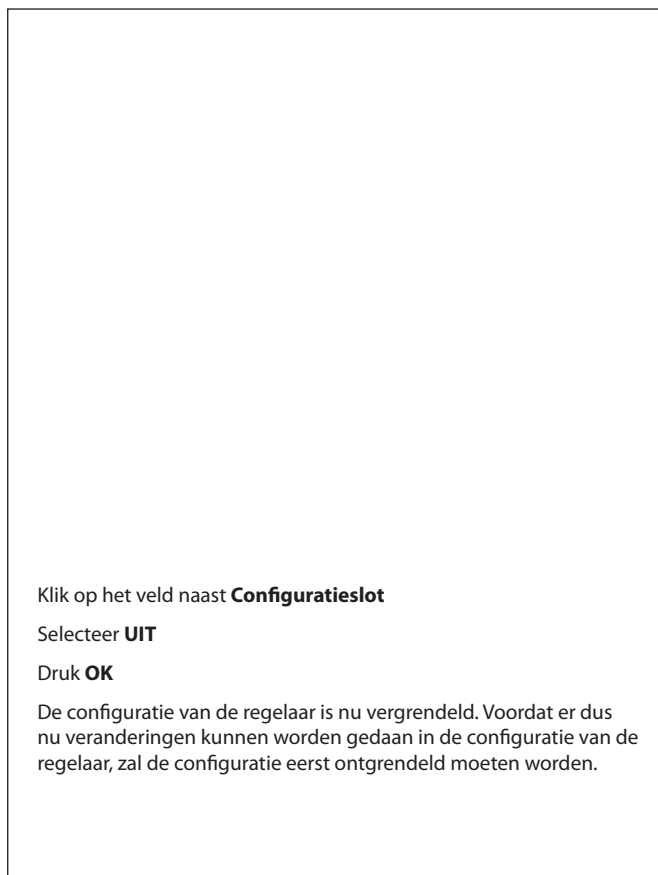 Klik op het veld naast Configuratieslot
Selecteer UIT
Druk OK
De configuratie van de regelaar is nu vergrendeld. Voordat er dus
nu veranderingen kunnen worden gedaan in de configuratie van de
regelaar, zal de configuratie eerst ontgrendeld moeten worden.